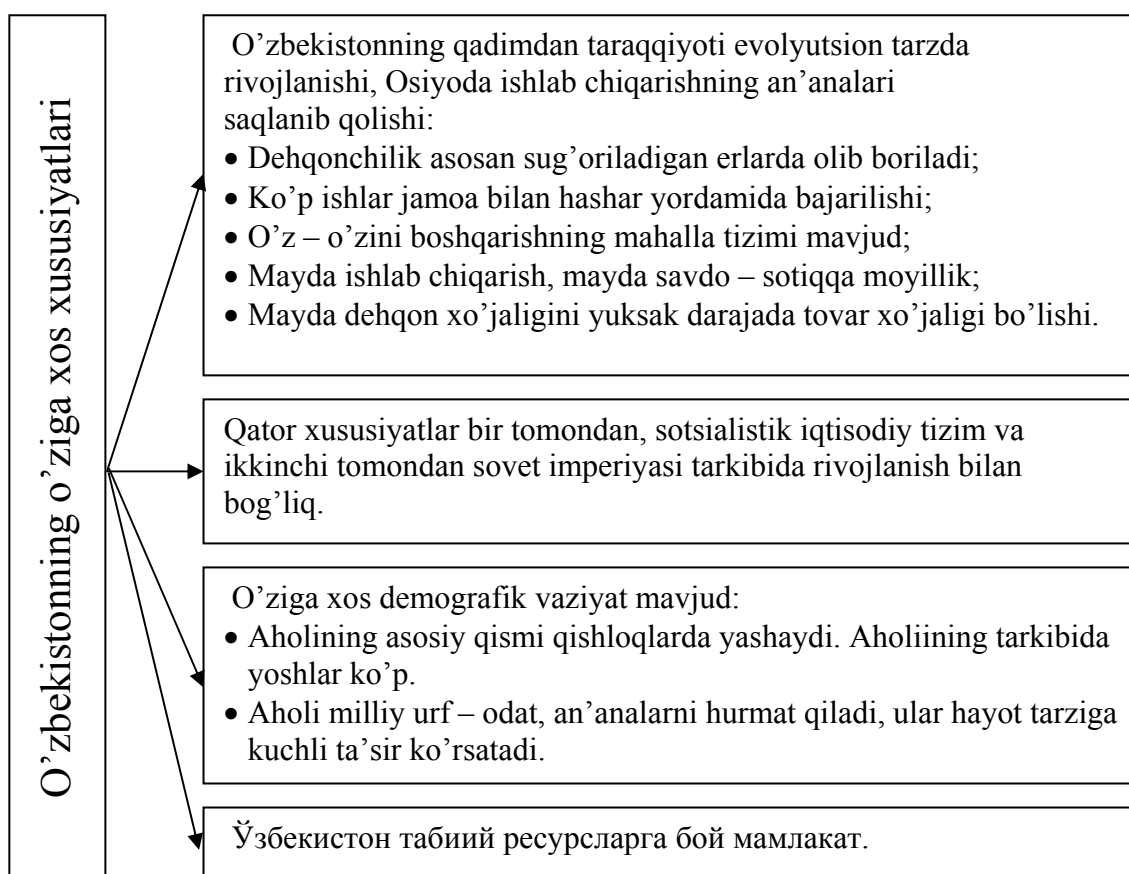 O’zbekistonning o’ziga xos xususiyatlari
O’zbekistonning qadimdan taraqqiyoti evolyutsion tarzda
rivojlanishi, Osiyoda ishlab chiqarishning an’analari
saqlanib qolishi:
• Dehqonchilik asosan sug’oriladigan erlarda olib boriladi;
• Ko’p ishlar jamoa bilan hashar yordamida bajarilishi;
• O’z – o’zini boshqarishning mahalla tizimi mavjud;
• Mayda ishlab chiqarish, mayda savdo – sotiqqa moyillik;
• Mayda dehqon xo’jaligini yuksak darajada tovar xo’jaligi bo’lishi.
Qator xususiyatlar bir tomondan, sotsialistik iqtisodiy tizim va
ikkinchi tomondan sovet imperiyasi tarkibida rivojlanish bilan
bog’liq.
O’ziga xos demografik vaziyat mavjud:
• Aholining asosiy qismi qishloqlarda yashaydi. Aholiining tarkibida
yoshlar ko’p.
• Aholi milliy urf – odat, an’analarni hurmat qiladi, ular hayot tarziga
kuchli ta’sir ko’rsatadi.
Ўзбекистон табиий ресурсларга бой мамлакат.